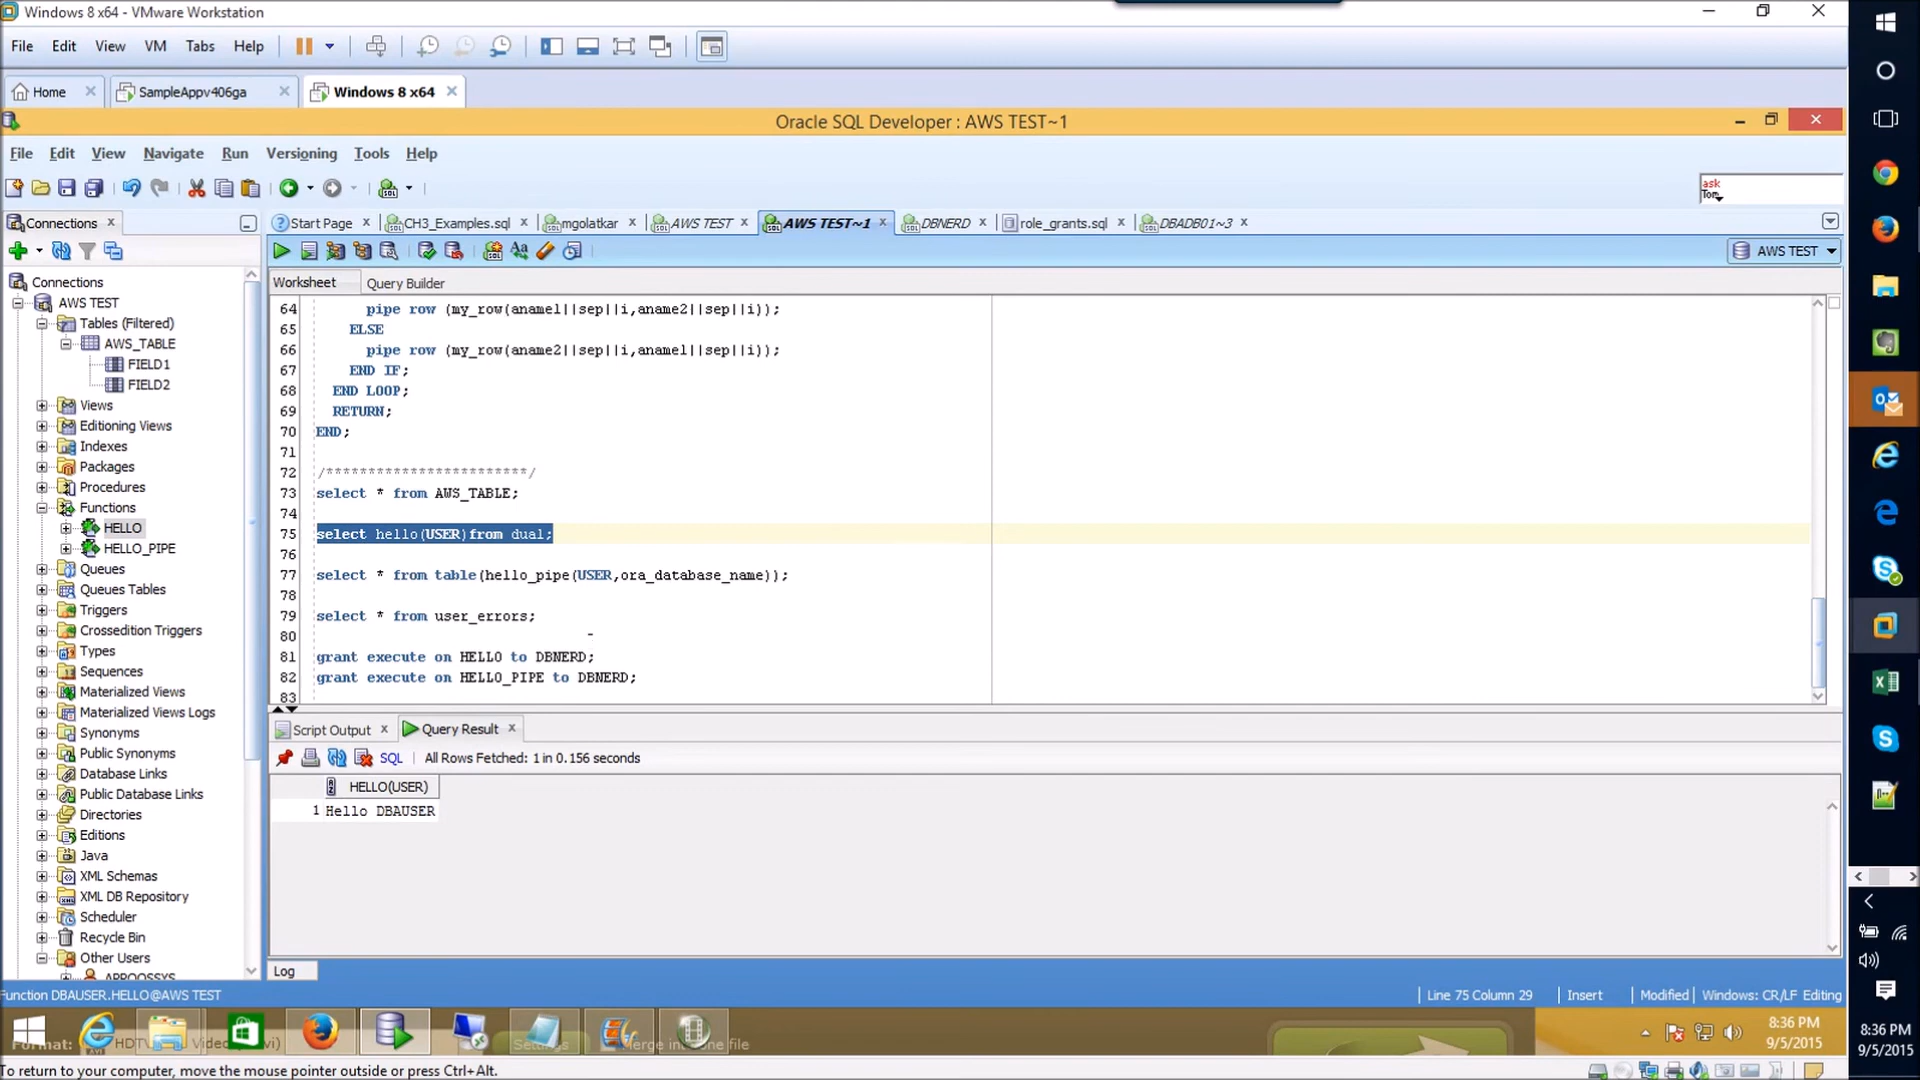 Windows 8 x64 - VMware Workstation
File Edit View VM Tabs Help
Home SampleAppv406ga Windows 8 x64
Oracle SQL Developer : AWS TEST~1
File Edit View Navigate Run Versioning Tools Help
ask
Tom
Connections Start Page CH3_Examples.sql mgolatkar AWS TEST AWS TEST~1 DBNERD role_grants.sql DBADB01~3
AWS TEST
Worksheet Query Builder
Connections
AWS TEST
Tables (Filtered)
AWS_TABLE
FIELD1
FIELD2
Views
Editioning Views
Indexes
Packages
Procedures
Functions
HELLO
HELLO_PIPE
Queues
Queues Tables
Triggers
Crossedition Triggers
Types
Sequences
Materialized Views
Materialized Views Logs
Synonyms
Public Synonyms
Database Links
Public Database Links
Directories
Editions
Java
XML Schemas
XML DB Repository
Scheduler
Recycle Bin
Other Users
APPQOSSYS
64 pipe row (my_row(aname1||sep||i,aname2||sep||i));
65 ELSE
66 pipe row (my_row(aname2||sep||i,aname1||sep||i));
67 END IF;
68 END LOOP;
69 RETURN;
70 END;
71
72 /************************/
73 select * from AWS_TABLE;
74
75 select hello(USER)from dual;
76
77 select * from table(hello_pipe(USER,ora_database_name));
78
79 select * from user_errors;
80
81 grant execute on HELLO to DBNERD;
82 grant execute on HELLO_PIPE to DBNERD;
83
Script Output Query Result
SQL All Rows Fetched: 1 in 0.156 seconds
HELLO(USER)
1 Hello DBAUSER
Log
Function DBAUSER.HELLO@AWS TEST Line 75 Column 29 Insert Modified Windows: CR/LF Editing
Format: HDTV Video
Settings
Merge into one file
8:36 PM
9/5/2015
8:36 PM
9/5/2015
To return to your computer, move the mouse pointer outside or press Ctrl+Alt.